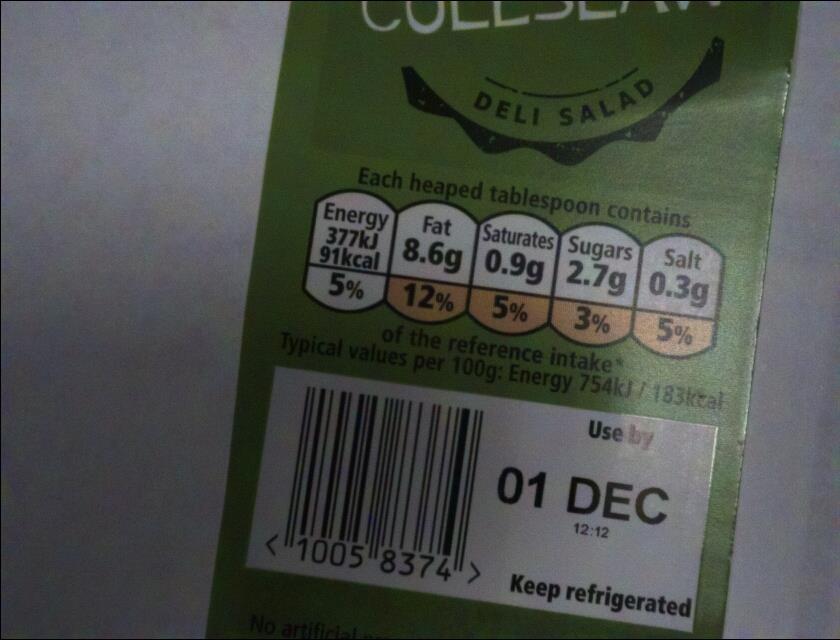 COLESLAW
DELI SALAD
Each heaped tablespoon contains
Energy 377kJ 91kcal 5%
Fat 8.6g 12%
Saturates 0.9g 5%
Sugars 2.7g 3%
Salt 0.3g 5%
of the reference intake*
Typical values per 100g: Energy 754kJ / 183kcal
Use by
01 DEC
12:12
< 1005 8374 >
Keep refrigerated
No artificial